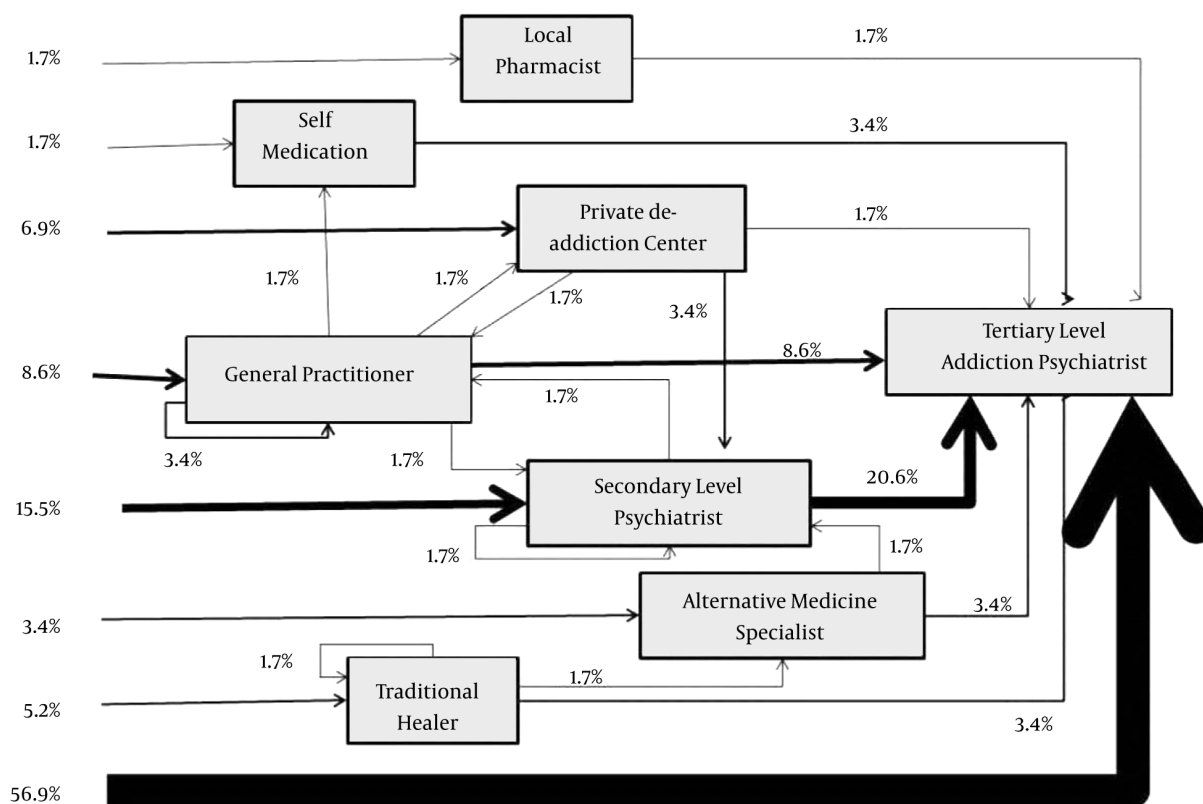 Local
Pharmacist
1.7%
1.7%
Self
Medication
1.7%
3.4%
Private de-
addiction Center
6.9%
1.7%
1.7%
1.7%
1.7%
3.4%
Tertiary Level
Addiction Psychiatrist
General Practitioner
8.6%
8.6%
1.7%
3.4%
1.7%
Secondary Level
Psychiatrist
15.5%
20.6%
1.7%
1.7%
Alternative Medicine
Specialist
3.4%
3.4%
1.7%
Traditional
Healer
1.7%
5.2%
3.4%
56.9%